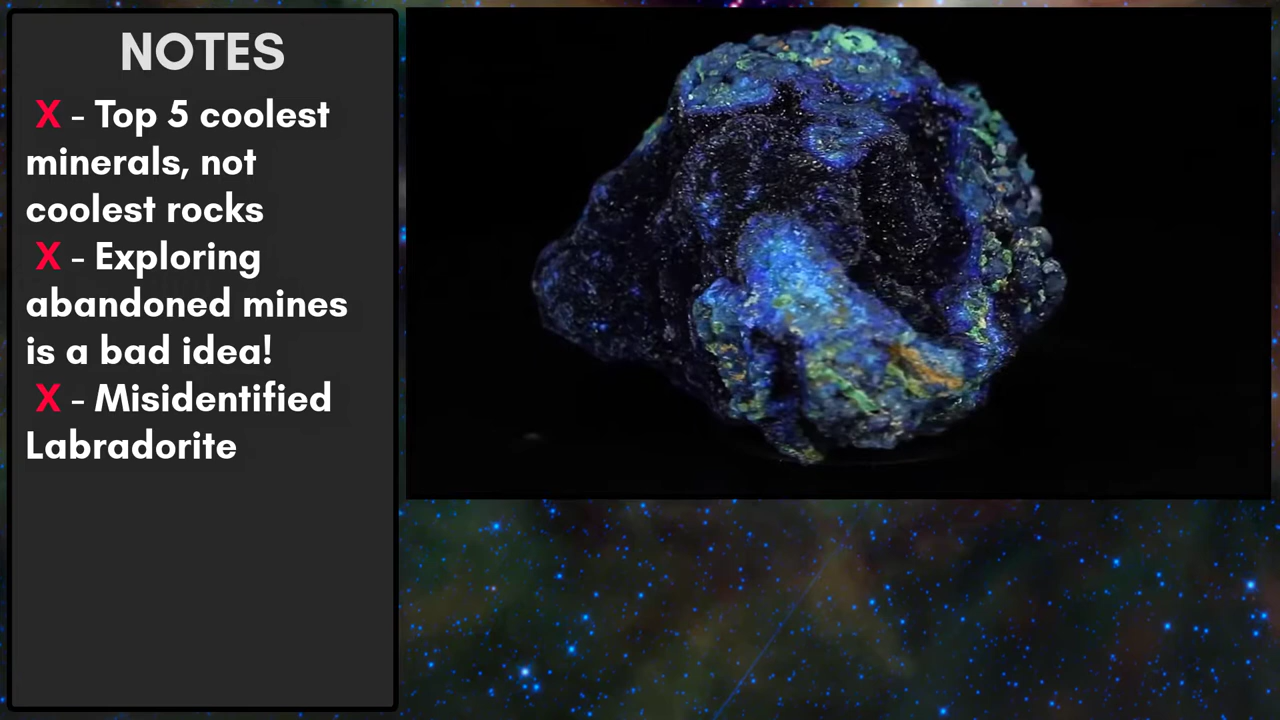 NOTES
X - Top 5 coolest
minerals, not
coolest rocks
X - Exploring
abandoned mines
is a bad idea!
X - Misidentified
Labradorite